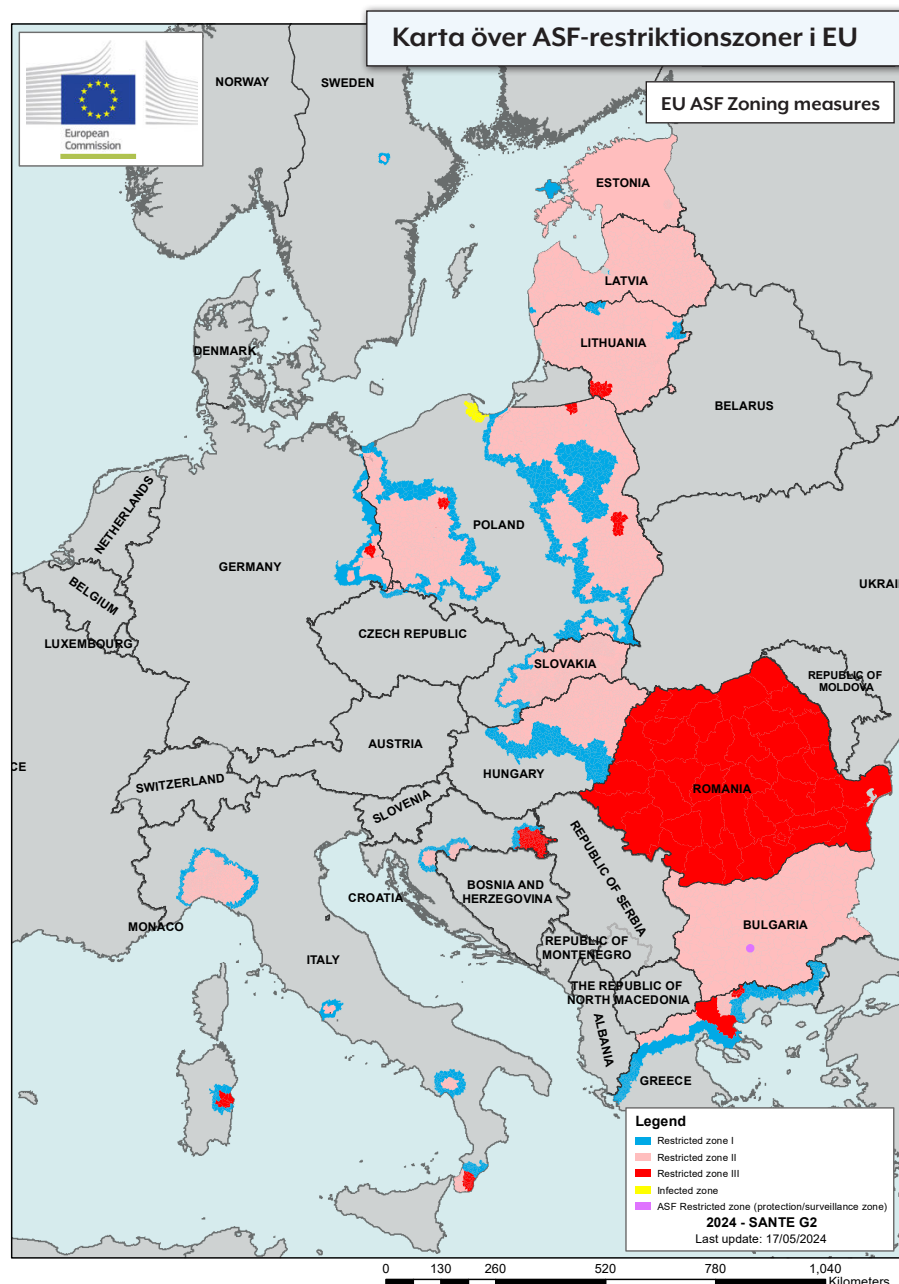 Karta över ASF-restriktionszoner i EU
EU ASF Zoning measures
European
Commission
NORWAY
SWEDEN
ESTONIA
LATVIA
LITHUANIA
DENMARK
BELARUS
NETHERLANDS
POLAND
GERMANY
BELGIUM
UKRAI
LUXEMBOURG
CZECH REPUBLIC
SLOVAKIA
REPUBLIC OF
MOLDOVA
AUSTRIA
CE
SWITZERLAND
HUNGARY
ROMANIA
SLOVENIA
REPUBLIC OF SERBIA
CROATIA
BOSNIA AND
HERZEGOVINA
MONACO
BULGARIA
ITALY
REPUBLIC OF
MONTENEGRO
THE REPUBLIC OF
NORTH MACEDONIA
ALBANIA
GREECE
Legend
Restricted zone I
Restricted zone II
Restricted zone III
Infected zone
ASF Restricted zone (protection/surveillance zone)
2024 - SANTE G2
Last update: 17/05/2024
0 130 260 520 780 1,040
Kilometers